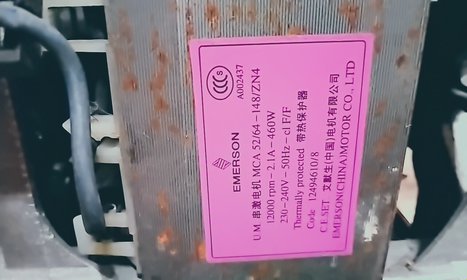 A002437
EMERSON
U.M 串激电机 MCA 52/64-148/ZN4
12000 rpm-2.1A-460W
230-240V-50Hz-cl F/F
Thermally protected 带热保护器
Code 12494610/8
C.E.SET 艾默生(中国)电机有限公司
EMERSON(CHINA)MOTOR CO., LTD